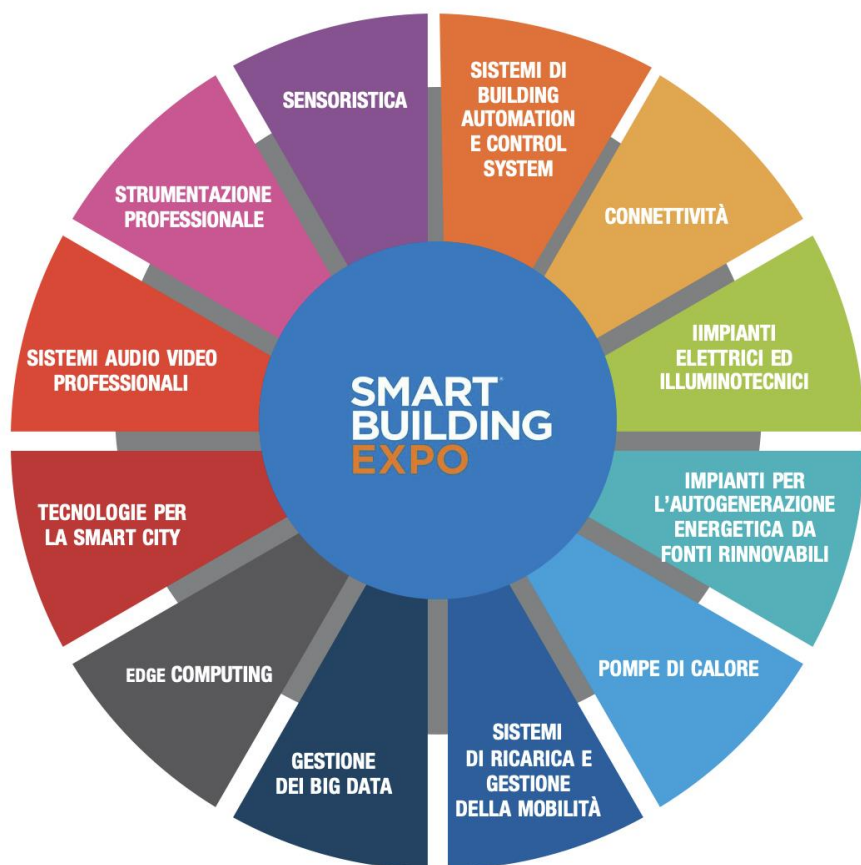 SISTEMI DI
BUILDING
AUTOMATION
E CONTROL
SYSTEM
CONNETTIVITÀ
IIMPIANTI
ELETTRICI ED
ILLUMINOTECNICI
IMPIANTI PER
L'AUTOGENERAZIONE
ENERGETICA DA
FONTI RINNOVABILI
POMPE DI CALORE
SISTEMI
DI RICARICA E
GESTIONE
DELLA MOBILITÀ
GESTIONE
DEI BIG DATA
EDGE COMPUTING
TECNOLOGIE PER
LA SMART CITY
SISTEMI AUDIO VIDEO
PROFESSIONALI
STRUMENTAZIONE
PROFESSIONALE
SENSORISTICA
SMART
BUILDING
EXPO